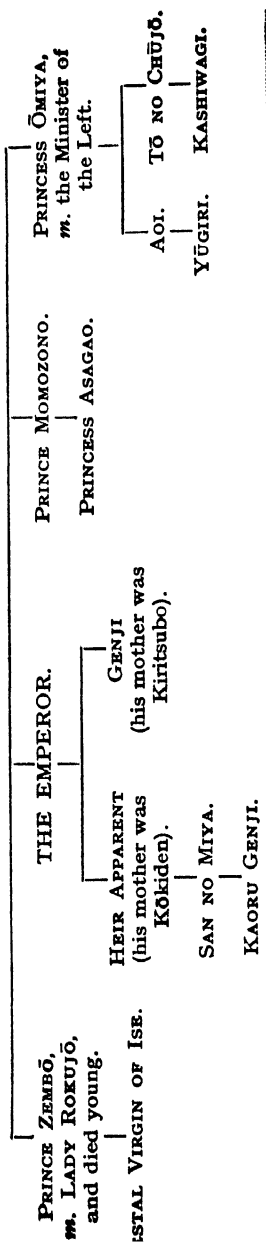 PRINCE ZEMBŌ,
m. LADY ROKUJŌ,
and died young.
STAL VIRGIN OF ISE.
THE EMPEROR.
HEIR APPARENT
(his mother was
Kōkiden).
SAN NO MIYA.
KAORU GENJI.
GENJI
(his mother was
Kiritsubo).
PRINCE MOMOZONO.
PRINCESS ASAGAO.
PRINCESS ŌMIYA,
m. the Minister of
the Left.
AOI.
YŪGIRI.
TŌ NO CHŪJŌ.
KASHIWAGI.